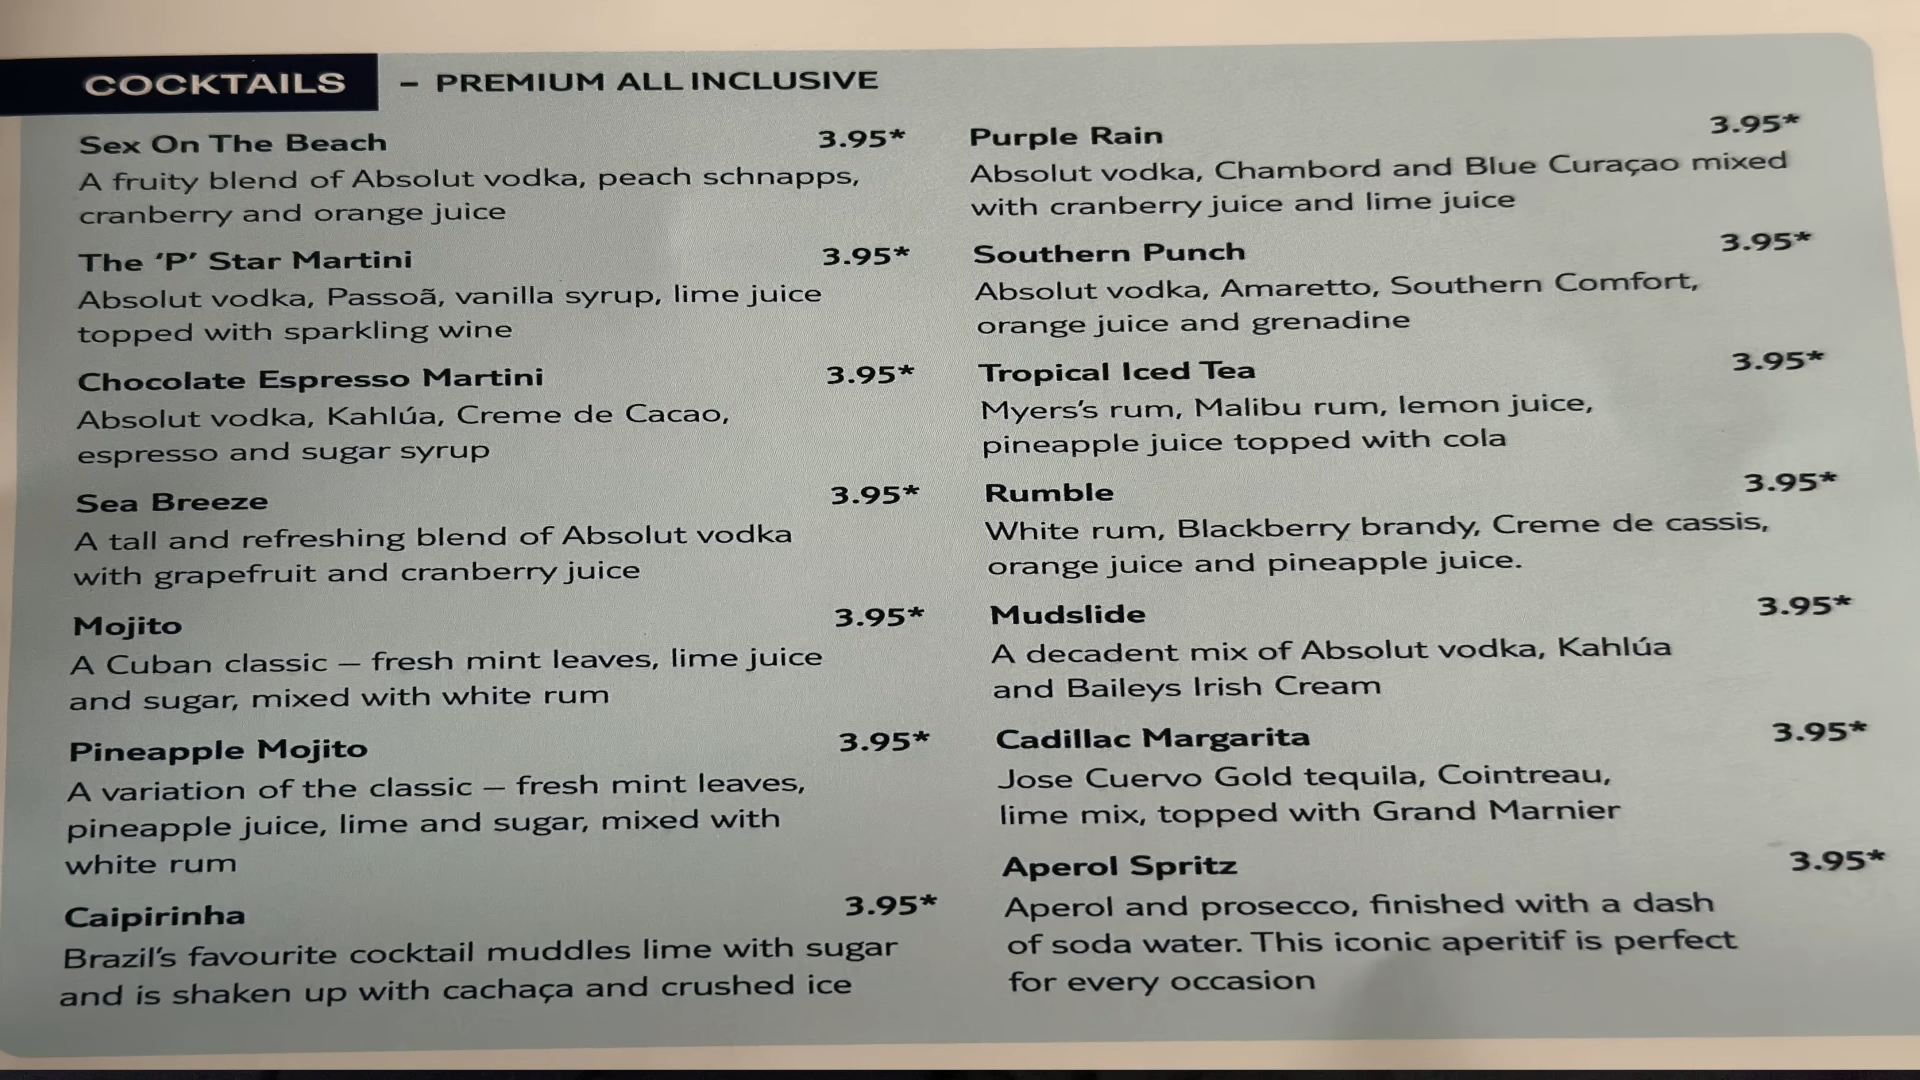 COCKTAILS – PREMIUM ALL INCLUSIVE
Sex On The Beach 3.95*
A fruity blend of Absolut vodka, peach schnapps,
cranberry and orange juice
The ‘P’ Star Martini 3.95*
Absolut vodka, Passoã, vanilla syrup, lime juice
topped with sparkling wine
Chocolate Espresso Martini 3.95*
Absolut vodka, Kahlúa, Creme de Cacao,
espresso and sugar syrup
Sea Breeze 3.95*
A tall and refreshing blend of Absolut vodka
with grapefruit and cranberry juice
Mojito 3.95*
A Cuban classic – fresh mint leaves, lime juice
and sugar, mixed with white rum
Pineapple Mojito 3.95*
A variation of the classic – fresh mint leaves,
pineapple juice, lime and sugar, mixed with
white rum
Caipirinha 3.95*
Brazil’s favourite cocktail muddles lime with sugar
and is shaken up with cachaça and crushed ice
Purple Rain 3.95*
Absolut vodka, Chambord and Blue Curaçao mixed
with cranberry juice and lime juice
Southern Punch 3.95*
Absolut vodka, Amaretto, Southern Comfort,
orange juice and grenadine
Tropical Iced Tea 3.95*
Myers’s rum, Malibu rum, lemon juice,
pineapple juice topped with cola
Rumble 3.95*
White rum, Blackberry brandy, Creme de cassis,
orange juice and pineapple juice.
Mudslide 3.95*
A decadent mix of Absolut vodka, Kahlúa
and Baileys Irish Cream
Cadillac Margarita 3.95*
Jose Cuervo Gold tequila, Cointreau,
lime mix, topped with Grand Marnier
Aperol Spritz 3.95*
Aperol and prosecco, finished with a dash
of soda water. This iconic aperitif is perfect
for every occasion